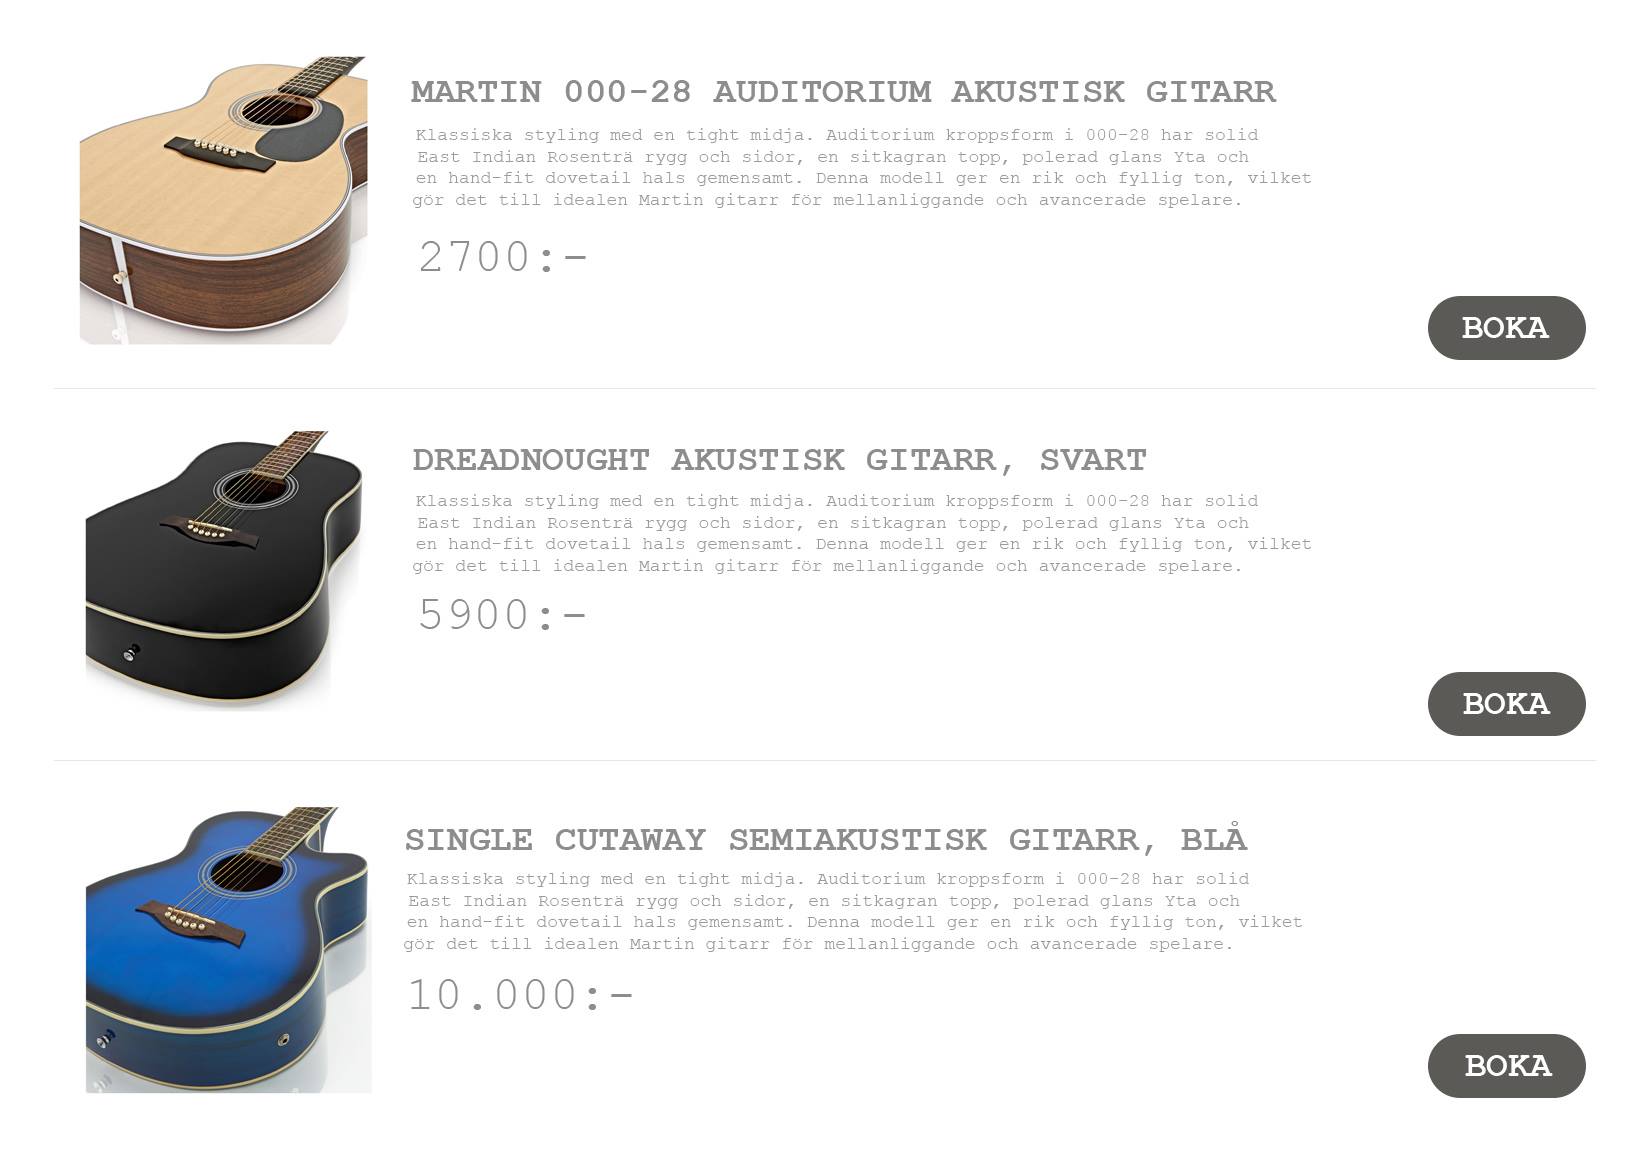 MARTIN 000-28 AUDITORIUM AKUSTISK GITARR
Klassiska styling med en tight midja. Auditorium kroppsform i 000-28 har solid
East Indian Rosenträ rygg och sidor, en sitkagran topp, polerad glans Yta och
en hand-fit dovetail hals gemensamt. Denna modell ger en rik och fyllig ton, vilket
gör det till idealen Martin gitarr för mellanliggande och avancerade spelare.
2700:-
BOKA
DREADNOUGHT AKUSTISK GITARR, SVART
Klassiska styling med en tight midja. Auditorium kroppsform i 000-28 har solid
East Indian Rosenträ rygg och sidor, en sitkagran topp, polerad glans Yta och
en hand-fit dovetail hals gemensamt. Denna modell ger en rik och fyllig ton, vilket
gör det till idealen Martin gitarr för mellanliggande och avancerade spelare.
5900:-
BOKA
SINGLE CUTAWAY SEMIAKUSTISK GITARR, BLÅ
Klassiska styling med en tight midja. Auditorium kroppsform i 000-28 har solid
East Indian Rosenträ rygg och sidor, en sitkagran topp, polerad glans Yta och
en hand-fit dovetail hals gemensamt. Denna modell ger en rik och fyllig ton, vilket
gör det till idealen Martin gitarr för mellanliggande och avancerade spelare.
10.000:-
BOKA